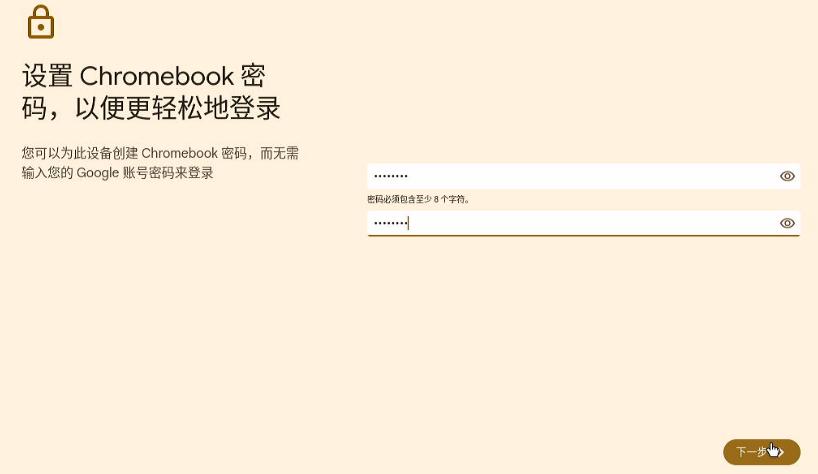 设置 Chromebook 密
码，以便更轻松地登录
您可以为此设备创建 Chromebook 密码，而无需
输入您的 Google 账号密码来登录
••••••••
密码必须包含至少 8 个字符。
••••••••
下一步